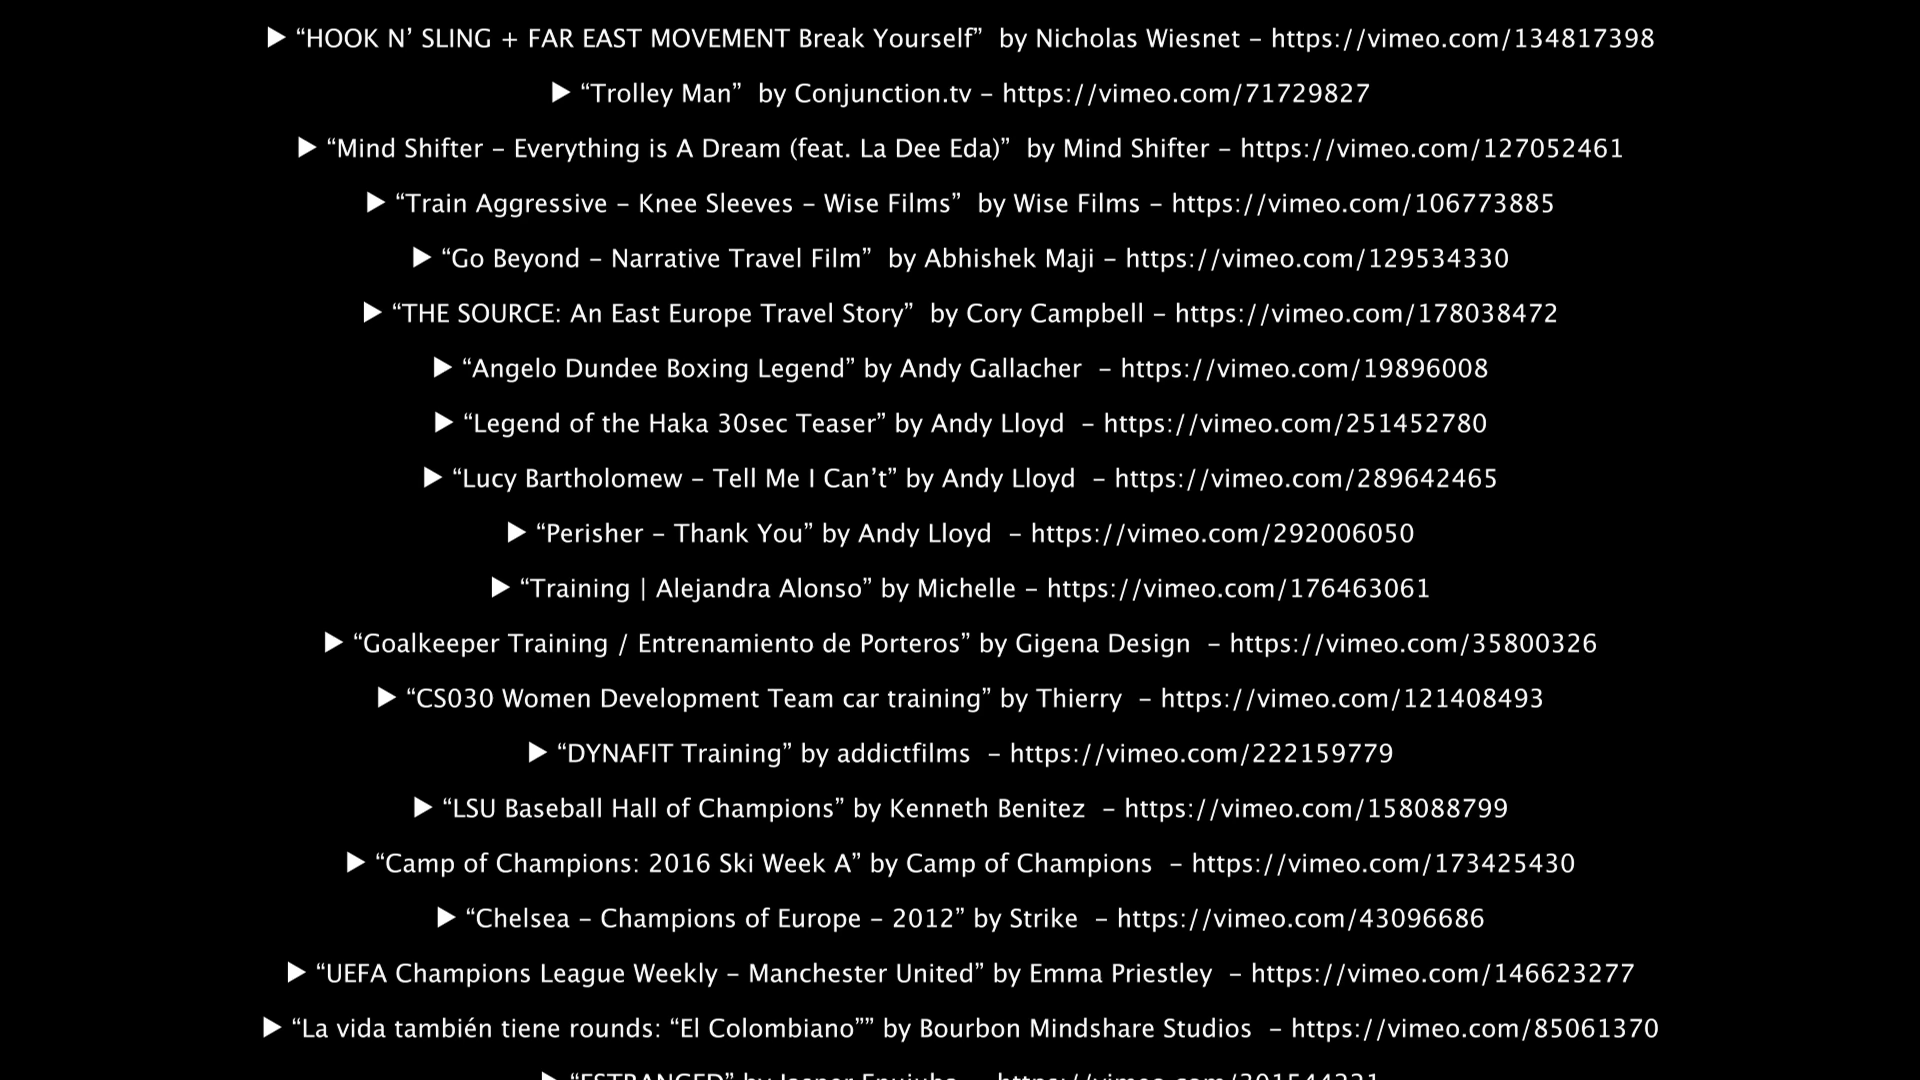 ▶ “HOOK N’ SLING + FAR EAST MOVEMENT Break Yourself”  by Nicholas Wiesnet – https://vimeo.com/134817398
▶ “Trolley Man”  by Conjunction.tv – https://vimeo.com/71729827
▶ “Mind Shifter – Everything is A Dream (feat. La Dee Eda)”  by Mind Shifter – https://vimeo.com/127052461
▶ “Train Aggressive – Knee Sleeves – Wise Films”  by Wise Films – https://vimeo.com/106773885
▶ “Go Beyond – Narrative Travel Film”  by Abhishek Maji – https://vimeo.com/129534330
▶ “THE SOURCE: An East Europe Travel Story”  by Cory Campbell – https://vimeo.com/178038472
▶ “Angelo Dundee Boxing Legend” by Andy Gallacher  – https://vimeo.com/19896008
▶ “Legend of the Haka 30sec Teaser” by Andy Lloyd  – https://vimeo.com/251452780
▶ “Lucy Bartholomew – Tell Me I Can’t” by Andy Lloyd  – https://vimeo.com/289642465
▶ “Perisher – Thank You” by Andy Lloyd  – https://vimeo.com/292006050
▶ “Training | Alejandra Alonso” by Michelle – https://vimeo.com/176463061
▶ “Goalkeeper Training / Entrenamiento de Porteros” by Gigena Design  – https://vimeo.com/35800326
▶ “CS030 Women Development Team car training” by Thierry  – https://vimeo.com/121408493
▶ “DYNAFIT Training” by addictfilms  – https://vimeo.com/222159779
▶ “LSU Baseball Hall of Champions” by Kenneth Benitez  – https://vimeo.com/158088799
▶ “Camp of Champions: 2016 Ski Week A” by Camp of Champions  – https://vimeo.com/173425430
▶ “Chelsea – Champions of Europe – 2012” by Strike  – https://vimeo.com/43096686
▶ “UEFA Champions League Weekly – Manchester United” by Emma Priestley  – https://vimeo.com/146623277
▶ “La vida también tiene rounds: “El Colombiano”” by Bourbon Mindshare Studios  – https://vimeo.com/85061370
▶ “ESTRANGED” by Jasper